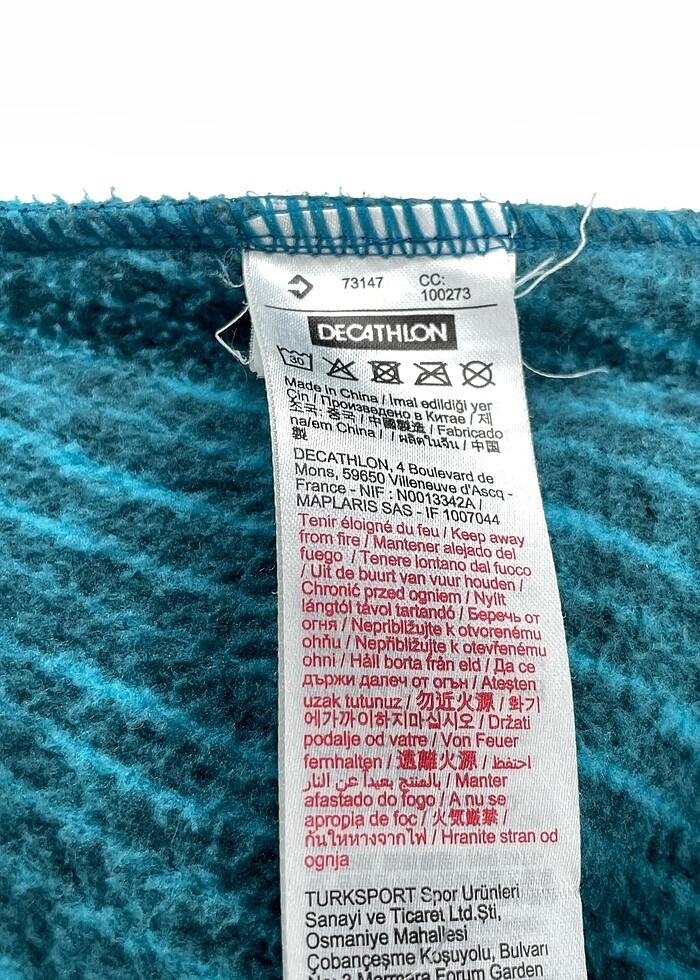 73147 CC:
100273
DECATHLON
30
Made in China / İmal edildiği yer
Çin / Произведено в Китае / 제
조국: 중국 / 中國製造 / Fabricado
na/em China / / ผลิตในจีน / 中国
製
DECATHLON, 4 Boulevard de
Mons, 59650 Villeneuve d'Ascq -
France - NIF : N0013342A /
MAPLARIS SAS - IF 1007044
Tenir éloigné du feu / Keep away
from fire / Mantener alejado del
fuego / Tenere lontano dal fuoco
/ Uit de buurt van vuur houden /
Chronić przed ogniem / Nyílt
lángtól távol tartandó / Беречь от
огня / Nepribližujte k otvorenému
ohňu / Nepřibližujte k otevřenému
ohni / Håll borta från eld / Да се
държи далеч от огън / Ateşten
uzak tutunuz / 勿近火源 / 화기
에가까이하지마십시오 / Držati
podalje od vatre / Von Feuer
fernhalten / 遠離火源 / احتفظ
بالمنتج بعيداً عن النار / Manter
afastado do fogo / A nu se
apropia de foc / 火気厳禁 /
กันให้ห่างจากไฟ / Hraniti stran od
ognja
TURKSPORT Spor Urünleri
Sanayi ve Ticaret Ltd.Şti,
Osmaniye Mahallesi
Çobançeşme Koşuyolu, Bulvarı
No: 3 Marmara Forum Garden